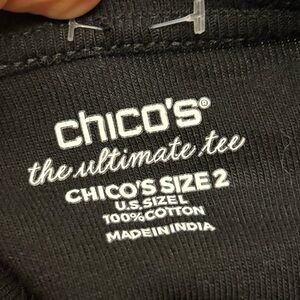 chico's®
the ultimate tee
CHICO'S SIZE 2
U.S. SIZE L
100% COTTON
MADE IN INDIA